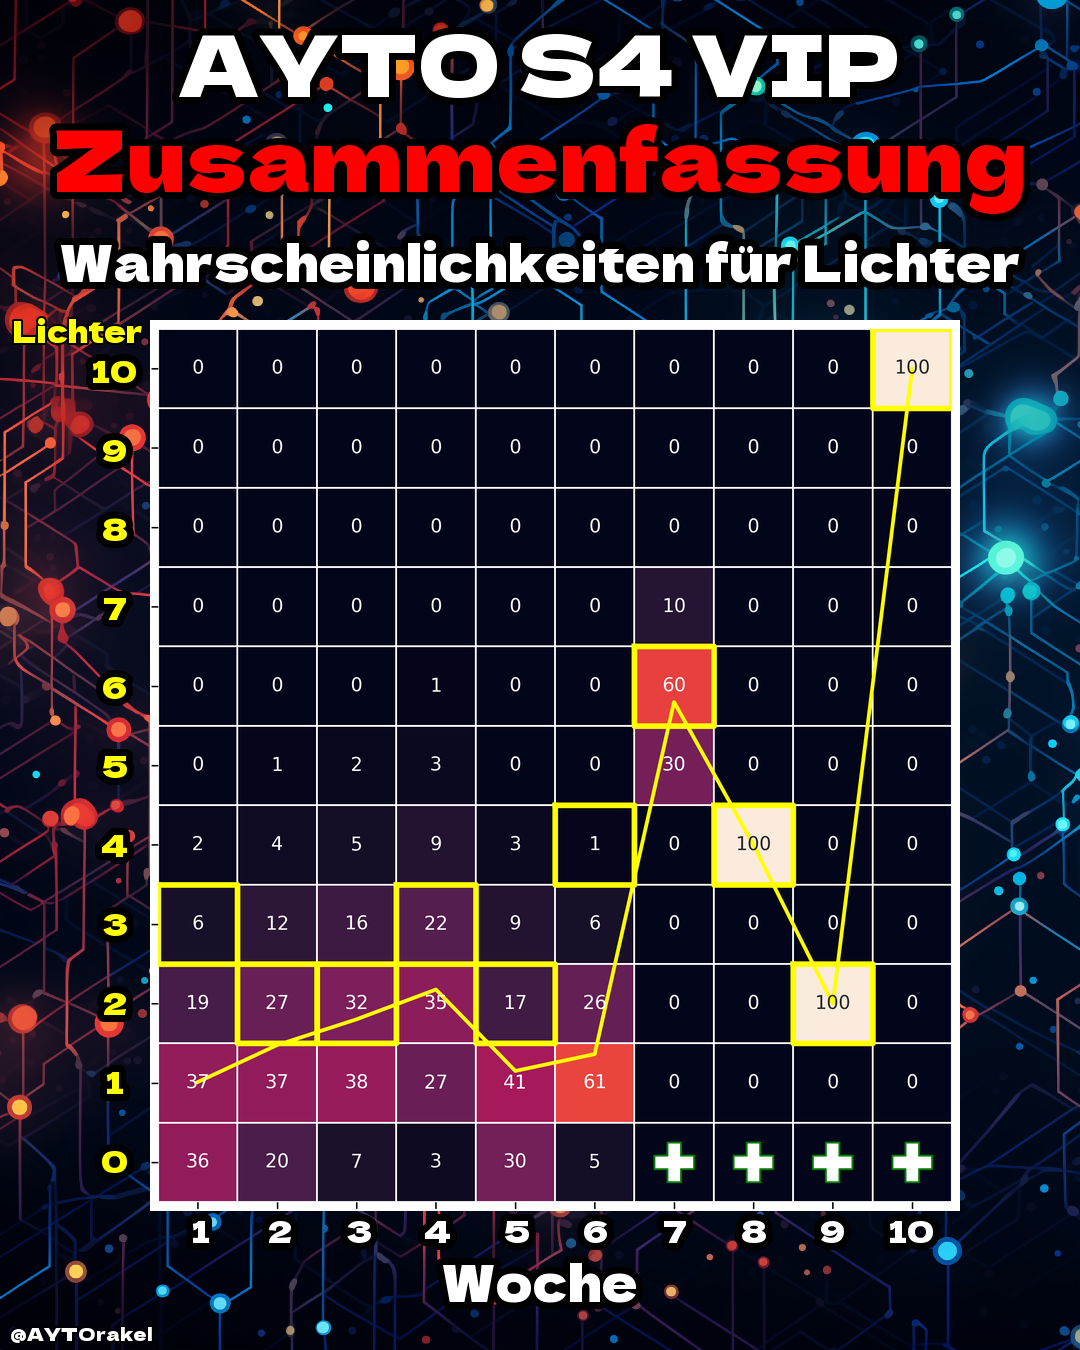 AYTO S4 VIP
Zusammenfassung
Wahrscheinlichkeiten für Lichter
Lichter
10 0 0 0 0 0 0 0 0 0 100
9 0 0 0 0 0 0 0 0 0 0
8 0 0 0 0 0 0 0 0 0 0
7 0 0 0 0 0 0 10 0 0 0
6 0 0 0 1 0 0 60 0 0 0
5 0 1 2 3 0 0 30 0 0 0
4 2 4 5 9 3 1 0 100 0 0
3 6 12 16 22 9 6 0 0 0 0
2 19 27 32 35 17 26 0 0 100 0
1 37 37 38 27 41 61 0 0 0 0
0 36 20 7 3 30 5
1 2 3 4 5 6 7 8 9 10
Woche
@AYTOrakel